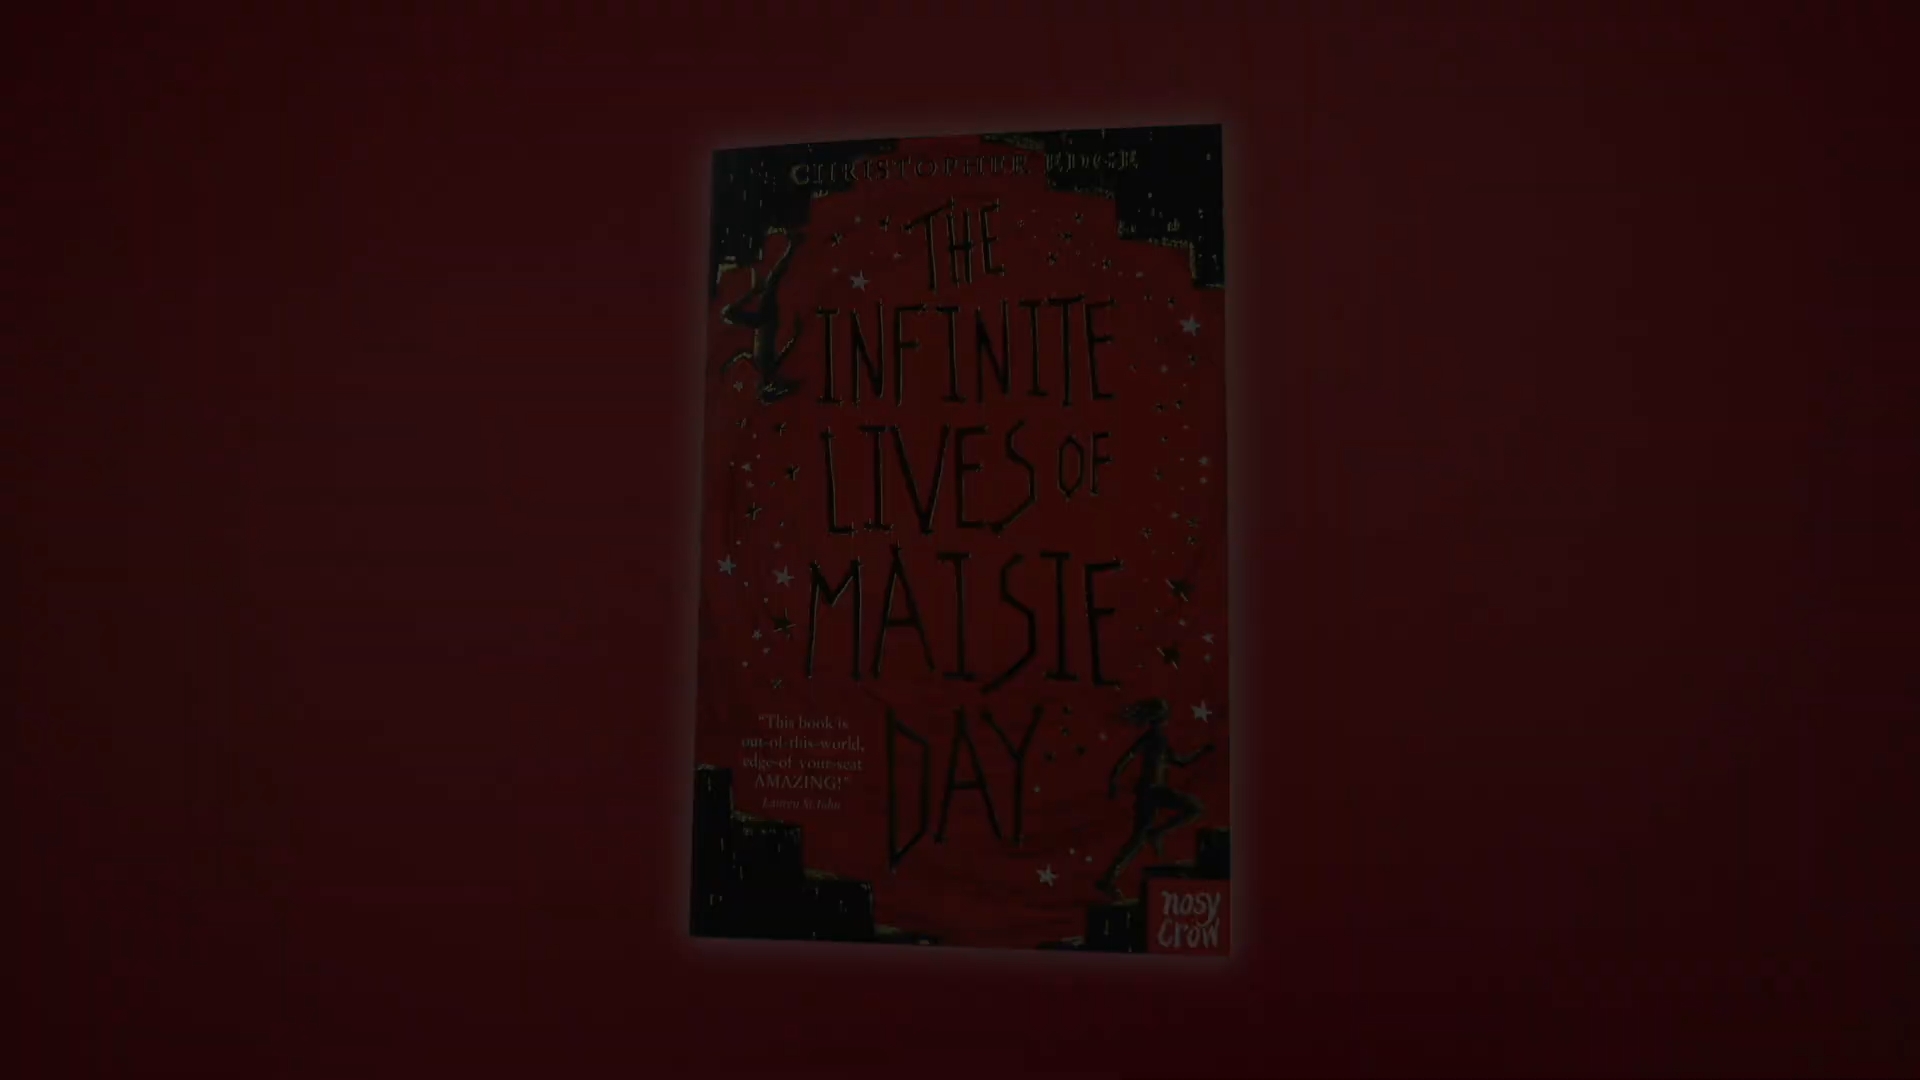 CHRISTOPHER EDGE
THE
INFINITE
LIVES OF
MAISIE
DAY
"This book is
out-of-this-world,
edge-of-your-seat
AMAZING!"
Lauren St John
nosy
crow